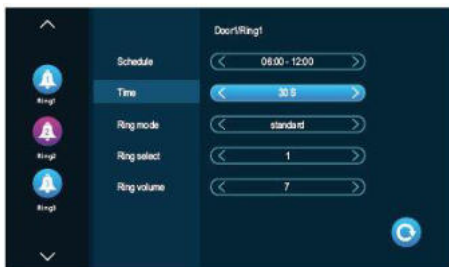 Door1/Ring1
Schedule
06:00 - 12:00
Time
30 S
Ring mode
standard
Ring select
1
Ring volume
7
Ring1
Ring2
Ring3